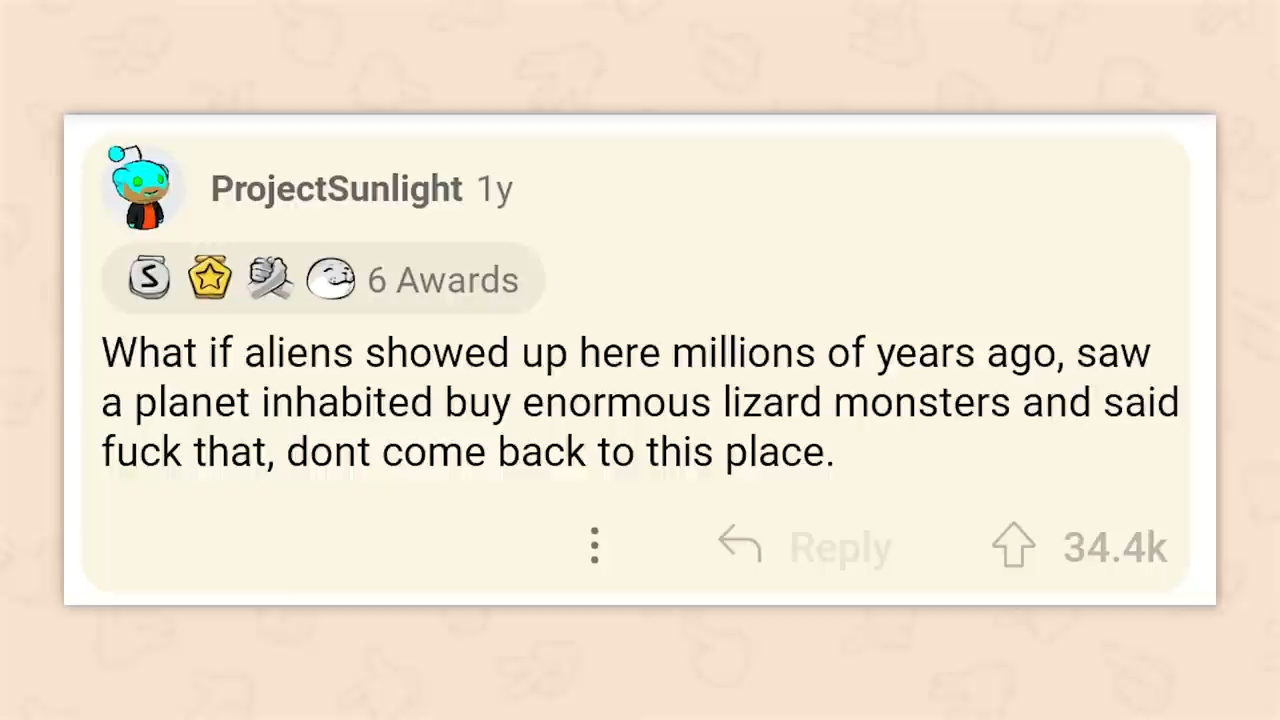 ProjectSunlight 1y
S 6 Awards
What if aliens showed up here millions of years ago, saw
a planet inhabited buy enormous lizard monsters and said
fuck that, dont come back to this place.
Reply 34.4k